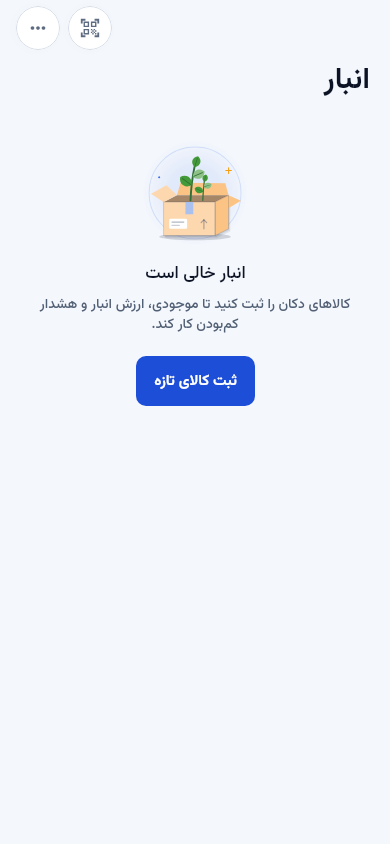 انبار
انبار خالی است
کالاهای دکان را ثبت کنید تا موجودی، ارزش انبار و هشدار
کم‌بودن کار کند.
ثبت کالای تازه